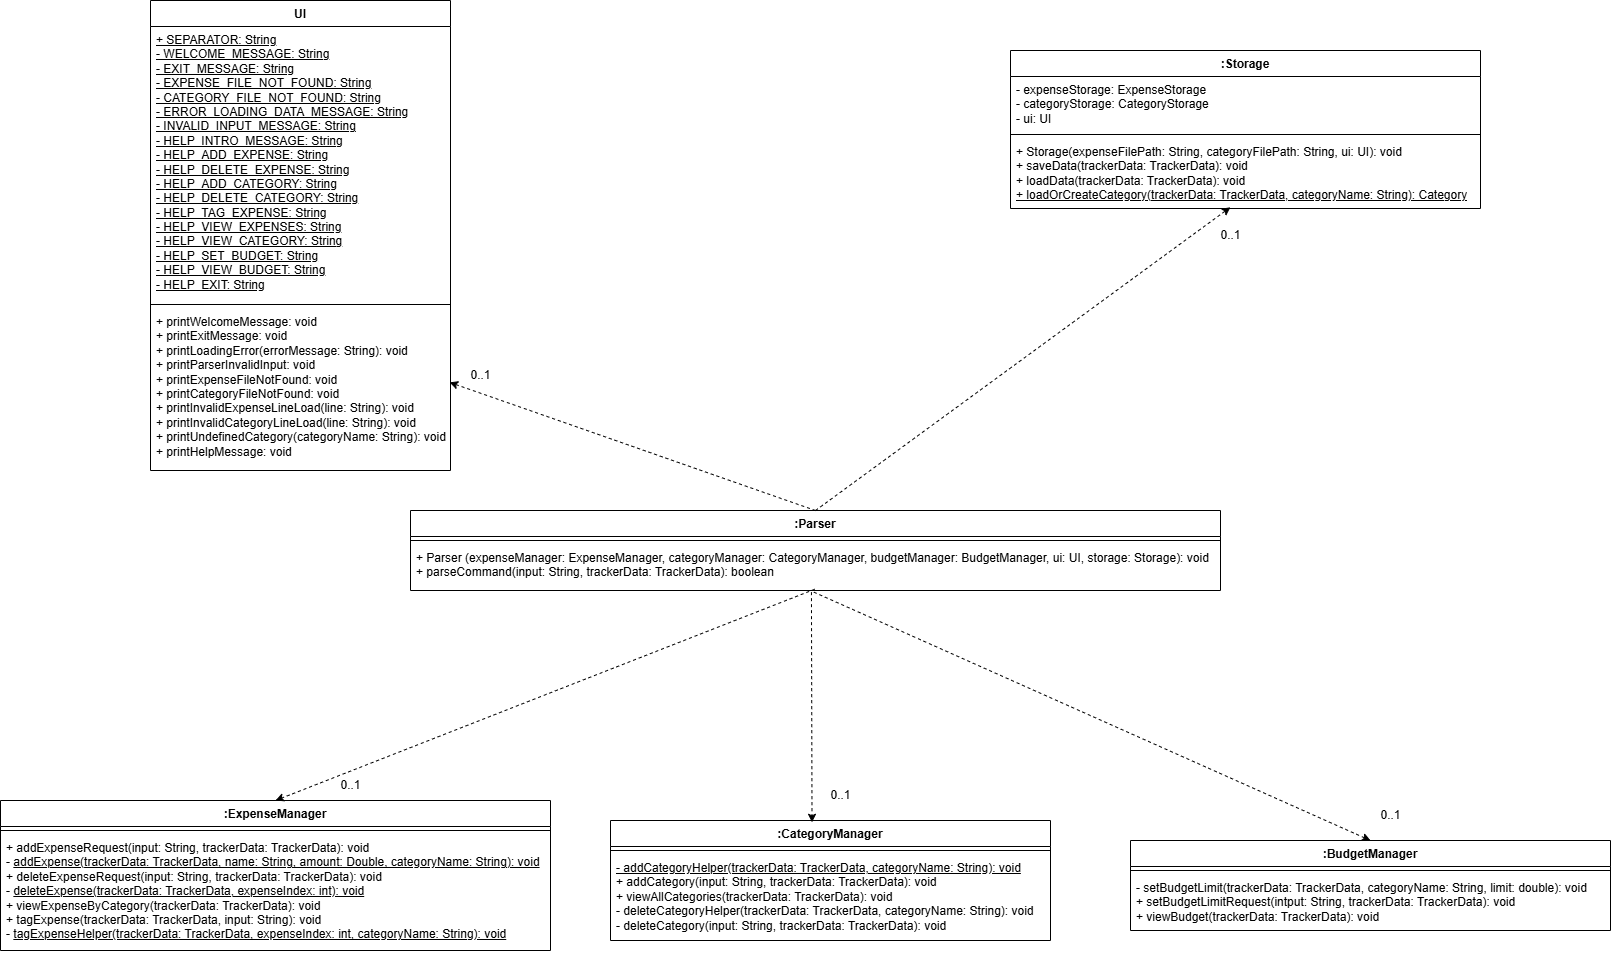 UI
+ SEPARATOR: String
- WELCOME_MESSAGE: String
- EXIT_MESSAGE: String
- EXPENSE_FILE_NOT_FOUND: String
- CATEGORY_FILE_NOT_FOUND: String
- ERROR_LOADING_DATA_MESSAGE: String
- INVALID_INPUT_MESSAGE: String
- HELP_INTRO_MESSAGE: String
- HELP_ADD_EXPENSE: String
- HELP_DELETE_EXPENSE: String
- HELP_ADD_CATEGORY: String
- HELP_DELETE_CATEGORY: String
- HELP_TAG_EXPENSE: String
- HELP_VIEW_EXPENSES: String
- HELP_VIEW_CATEGORY: String
- HELP_SET_BUDGET: String
- HELP_VIEW_BUDGET: String
- HELP_EXIT: String
+ printWelcomeMessage: void
+ printExitMessage: void
+ printLoadingError(errorMessage: String): void
+ printParserInvalidInput: void
+ printExpenseFileNotFound: void
+ printCategoryFileNotFound: void
+ printInvalidExpenseLineLoad(line: String): void
+ printInvalidCategoryLineLoad(line: String): void
+ printUndefinedCategory(categoryName: String): void
+ printHelpMessage: void
0..1
:Storage
- expenseStorage: ExpenseStorage
- categoryStorage: CategoryStorage
- ui: UI
+ Storage(expenseFilePath: String, categoryFilePath: String, ui: UI): void
+ saveData(trackerData: TrackerData): void
+ loadData(trackerData: TrackerData): void
+ loadOrCreateCategory(trackerData: TrackerData, categoryName: String): Category
0..1
:Parser
+ Parser (expenseManager: ExpenseManager, categoryManager: CategoryManager, budgetManager: BudgetManager, ui: UI, storage: Storage): void
+ parseCommand(input: String, trackerData: TrackerData): boolean
0..1
:ExpenseManager
+ addExpenseRequest(input: String, trackerData: TrackerData): void
- addExpense(trackerData: TrackerData, name: String, amount: Double, categoryName: String): void
+ deleteExpenseRequest(input: String, trackerData: TrackerData): void
- deleteExpense(trackerData: TrackerData, expenseIndex: int): void
+ viewExpenseByCategory(trackerData: TrackerData): void
+ tagExpense(trackerData: TrackerData, input: String): void
- tagExpenseHelper(trackerData: TrackerData, expenseIndex: int, categoryName: String): void
0..1
:CategoryManager
- addCategoryHelper(trackerData: TrackerData, categoryName: String): void
+ addCategory(input: String, trackerData: TrackerData): void
+ viewAllCategories(trackerData: TrackerData): void
- deleteCategoryHelper(trackerData: TrackerData, categoryName: String): void
- deleteCategory(input: String, trackerData: TrackerData): void
0..1
:BudgetManager
- setBudgetLimit(trackerData: TrackerData, categoryName: String, limit: double): void
+ setBudgetLimitRequest(intput: String, trackerData: TrackerData): void
+ viewBudget(trackerData: TrackerData): void